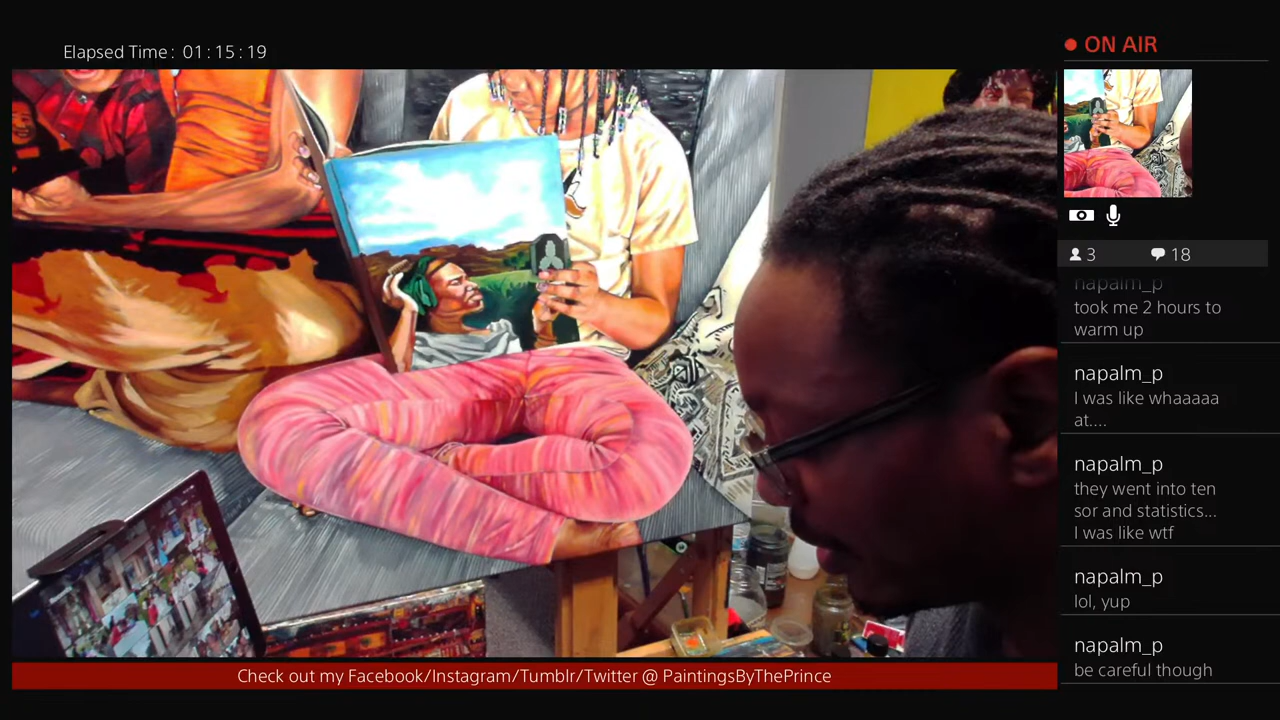 Elapsed Time: 01:15:19
ON AIR
3
18
napalm_p
took me 2 hours to
warm up
napalm_p
I was like whaaaaa
at....
napalm_p
they went into ten
sor and statistics...
I was like wtf
napalm_p
lol, yup
napalm_p
be careful though
Check out my Facebook/Instagram/Tumblr/Twitter @ PaintingsByThePrince